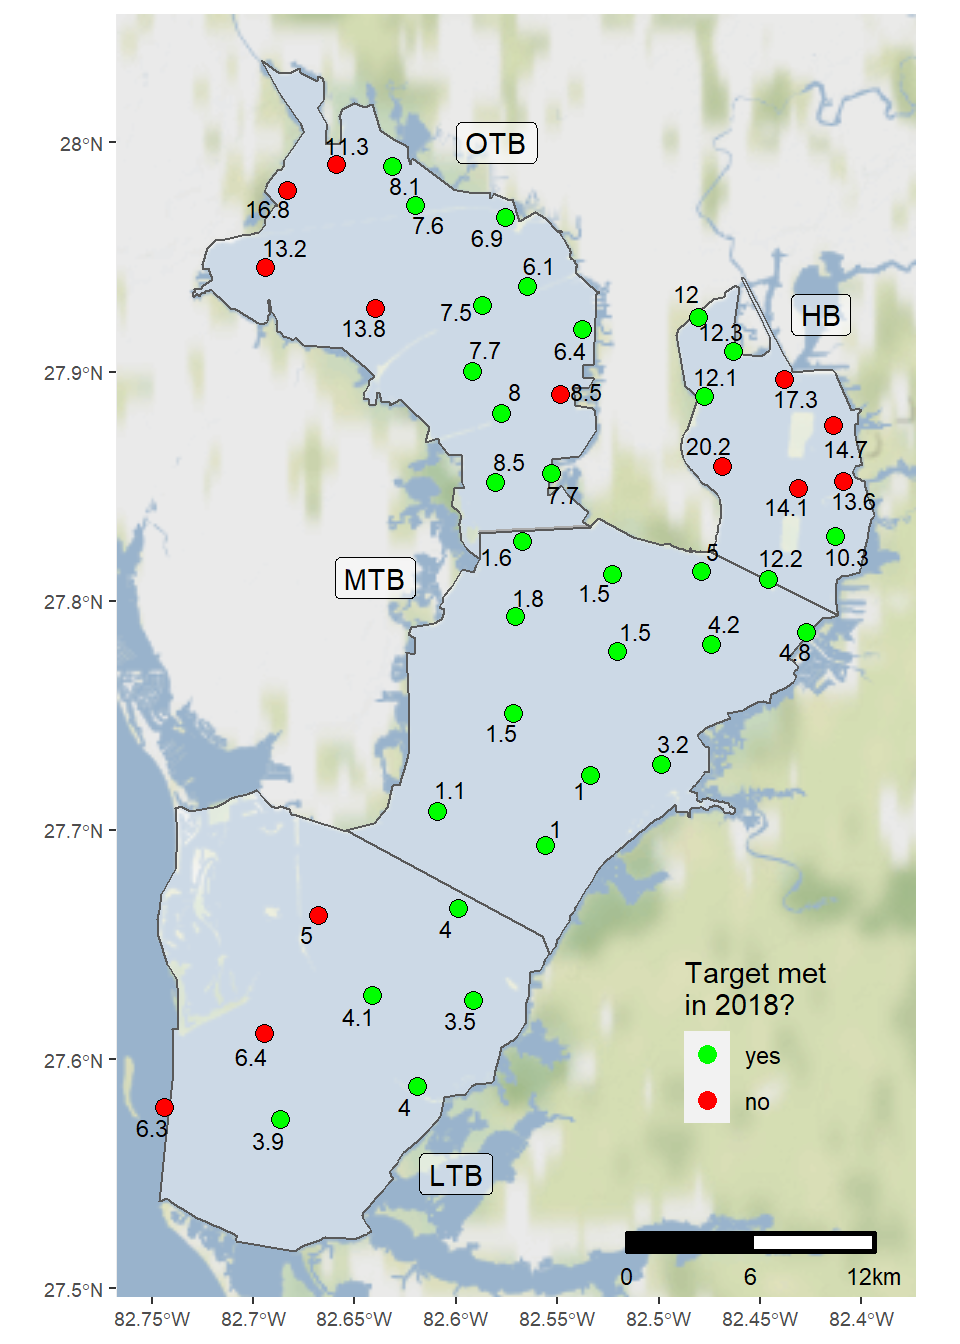 28°N
27.9°N
27.8°N
27.7°N
27.6°N
27.5°N
OTB
11.3
8.1
16.8
7.6
6.9
13.2
6.1
7.5
13.8
6.4
7.7
8.5
8
8.5
7.7
HB
12
12.3
12.1
17.3
14.7
20.2
14.1
13.6
10.3
12.2
MTB
1.6
5
1.5
1.8
1.5
4.2
4.8
1.5
3.2
1
1.1
1
5
4
4.1
3.5
6.4
4
6.3
3.9
LTB
Target met
in 2018?
yes
no
0 6 12km
82.75°W 82.7°W 82.65°W 82.6°W 82.55°W 82.5°W 82.45°W 82.4°W